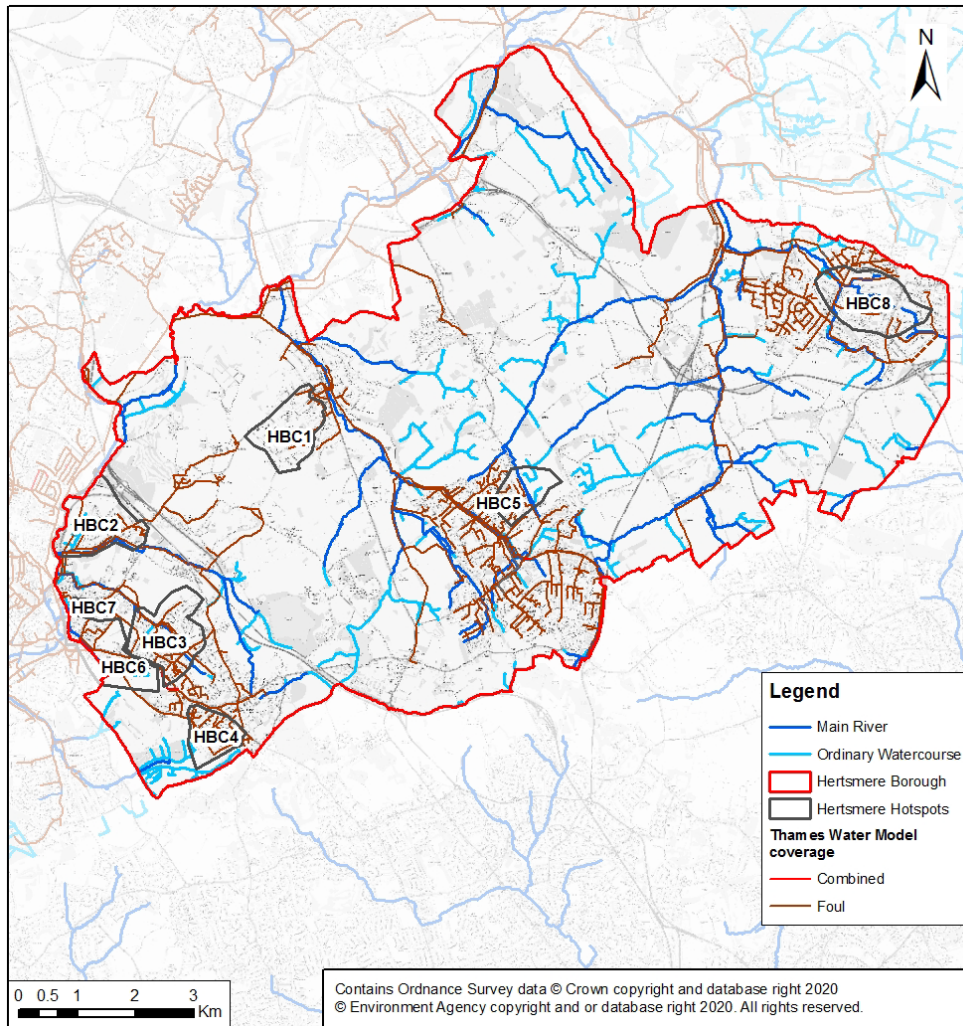 N
HBC8
HBC1
HBC5
HBC2
HBC7
HBC3
HBC6
HBC4
Legend
Main River
Ordinary Watercourse
Hertsmere Borough
Hertsmere Hotspots
Thames Water Model
coverage
Combined
Foul
0 0.5 1 2 3
Km
Contains Ordnance Survey data © Crown copyright and database right 2020
© Environment Agency copyright and or database right 2020. All rights reserved.